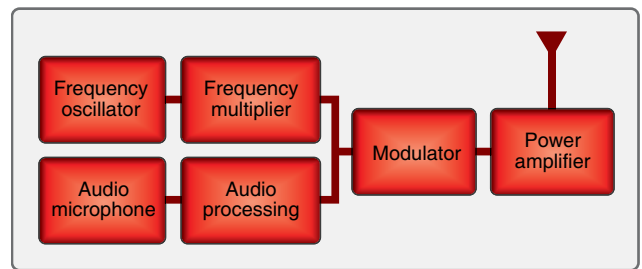 Frequency
oscillator
Frequency
multiplier
Audio
microphone
Audio
processing
Modulator
Power
amplifier